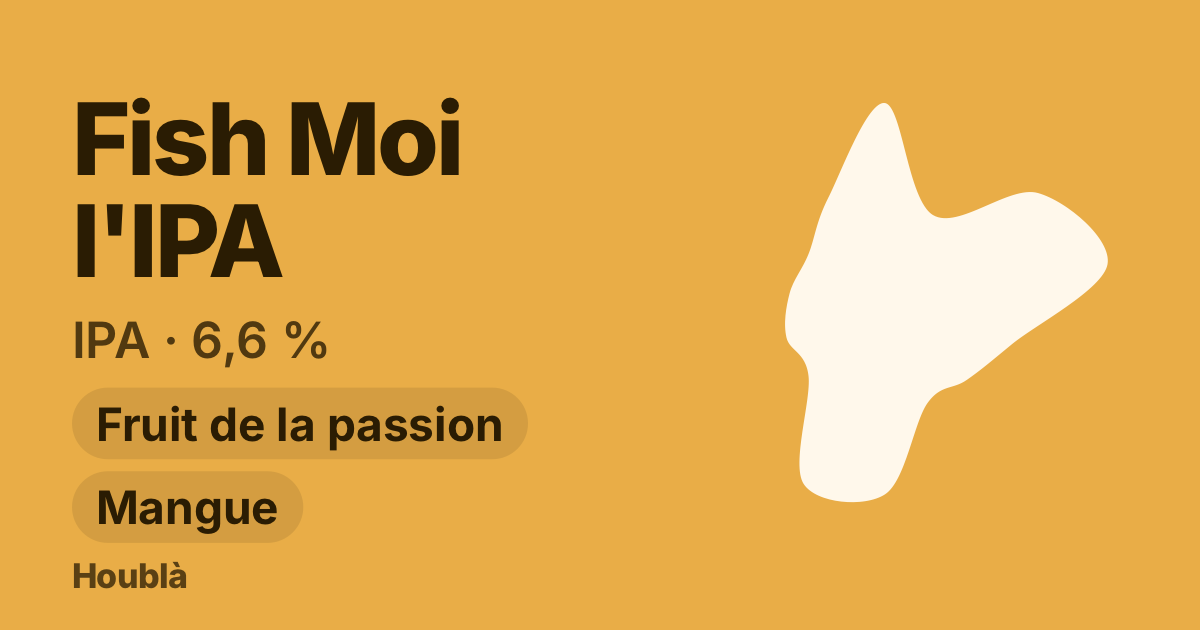 Fish Moi
l'IPA
IPA · 6,6 %
Fruit de la passion
Mangue
Houblà